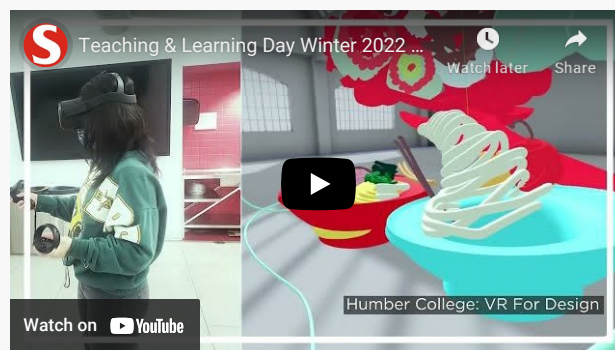 S
Teaching & Learning Day Winter 2022 ...
Watch later
Share
Humber College: VR For Design
Watch on YouTube